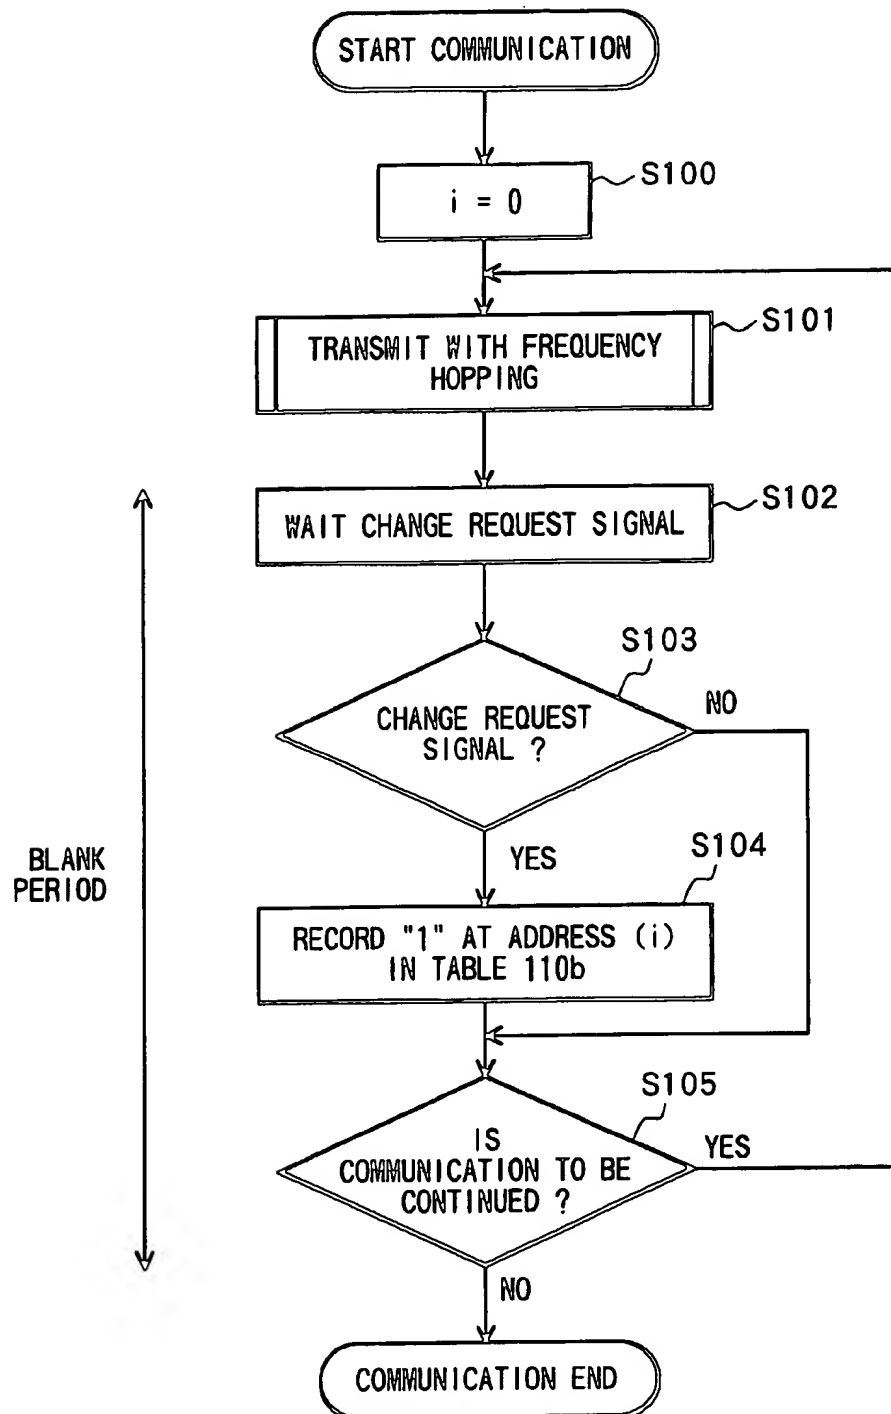 START COMMUNICATION
S100
i = 0
S101
TRANSMIT WITH FREQUENCY
HOPPING
S102
WAIT CHANGE REQUEST SIGNAL
S103
CHANGE REQUEST
SIGNAL ?
NO
YES
BLANK
PERIOD
S104
RECORD "1" AT ADDRESS (i)
IN TABLE 110b
S105
IS
COMMUNICATION TO BE
CONTINUED ?
YES
NO
COMMUNICATION END